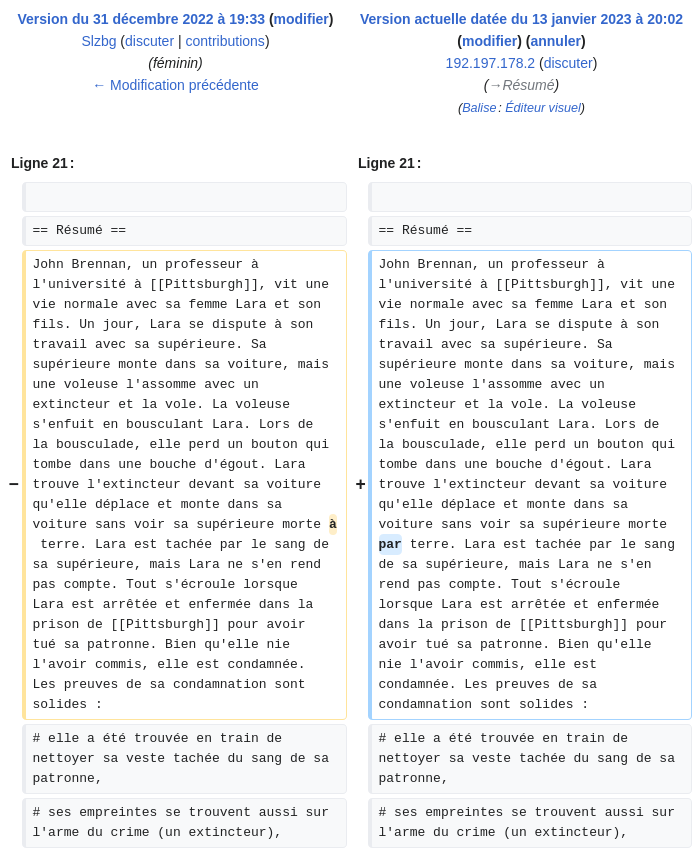 Version du 31 décembre 2022 à 19:33 (modifier)
Slzbg (discuter | contributions)
(féminin)
← Modification précédente
Version actuelle datée du 13 janvier 2023 à 20:02
(modifier) (annuler)
192.197.178.2 (discuter)
(→Résumé)
(Balise : Éditeur visuel)
Ligne 21 :
Ligne 21 :
== Résumé ==
== Résumé ==
−
John Brennan, un professeur à
l'université à [[Pittsburgh]], vit une
vie normale avec sa femme Lara et son
fils. Un jour, Lara se dispute à son
travail avec sa supérieure. Sa
supérieure monte dans sa voiture, mais
une voleuse l'assomme avec un
extincteur et la vole. La voleuse
s'enfuit en bousculant Lara. Lors de
la bousculade, elle perd un bouton qui
tombe dans une bouche d'égout. Lara
trouve l'extincteur devant sa voiture
qu'elle déplace et monte dans sa
voiture sans voir sa supérieure morte à
terre. Lara est tachée par le sang de
sa supérieure, mais Lara ne s'en rend
pas compte. Tout s'écroule lorsque
Lara est arrêtée et enfermée dans la
prison de [[Pittsburgh]] pour avoir
tué sa patronne. Bien qu'elle nie
l'avoir commis, elle est condamnée.
Les preuves de sa condamnation sont
solides :
+
John Brennan, un professeur à
l'université à [[Pittsburgh]], vit une
vie normale avec sa femme Lara et son
fils. Un jour, Lara se dispute à son
travail avec sa supérieure. Sa
supérieure monte dans sa voiture, mais
une voleuse l'assomme avec un
extincteur et la vole. La voleuse
s'enfuit en bousculant Lara. Lors de
la bousculade, elle perd un bouton qui
tombe dans une bouche d'égout. Lara
trouve l'extincteur devant sa voiture
qu'elle déplace et monte dans sa
voiture sans voir sa supérieure morte
par terre. Lara est tachée par le sang
de sa supérieure, mais Lara ne s'en
rend pas compte. Tout s'écroule
lorsque Lara est arrêtée et enfermée
dans la prison de [[Pittsburgh]] pour
avoir tué sa patronne. Bien qu'elle
nie l'avoir commis, elle est
condamnée. Les preuves de sa
condamnation sont solides :
# elle a été trouvée en train de
nettoyer sa veste tachée du sang de sa
patronne,
# elle a été trouvée en train de
nettoyer sa veste tachée du sang de sa
patronne,
# ses empreintes se trouvent aussi sur
l'arme du crime (un extincteur),
# ses empreintes se trouvent aussi sur
l'arme du crime (un extincteur),